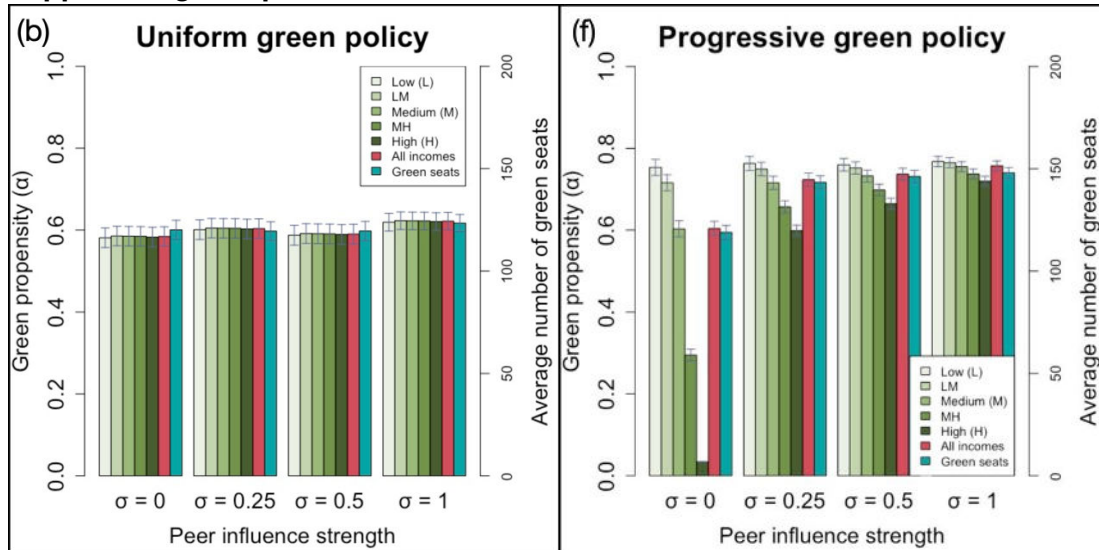 (b) Uniform green policy
1.0
0.8
0.6
0.4
0.2
0.0
Green propensity (α)
Low (L)
LM
Medium (M)
MH
High (H)
All incomes
Green seats
200
150
100
50
0
Average number of green seats
σ = 0 σ = 0.25 σ = 0.5 σ = 1
Peer influence strength
(f) Progressive green policy
1.0
0.8
0.6
0.4
0.2
0.0
Green propensity (α)
Low (L)
LM
Medium (M)
MH
High (H)
All incomes
Green seats
200
150
100
50
0
Average number of green seats
σ = 0 σ = 0.25 σ = 0.5 σ = 1
Peer influence strength